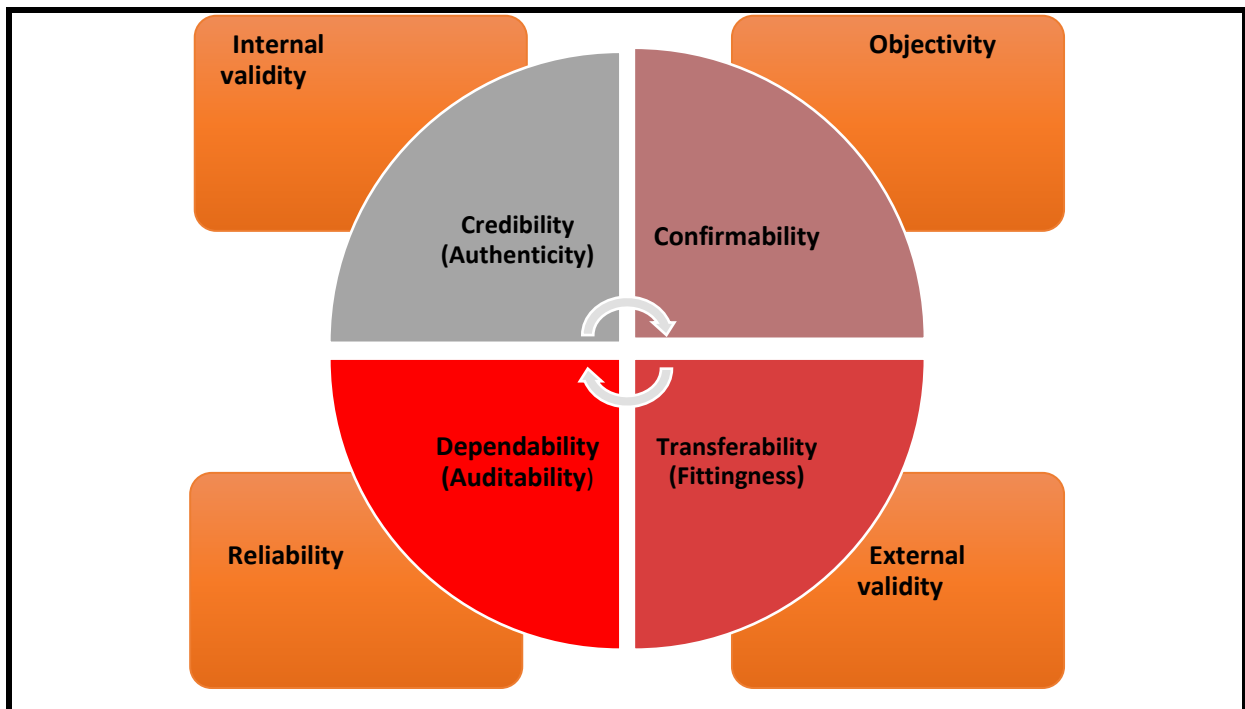 Internal
validity
Objectivity
Credibility
(Authenticity)
Confirmability
Dependability
(Auditability)
Transferability
(Fittingness)
Reliability
External
validity